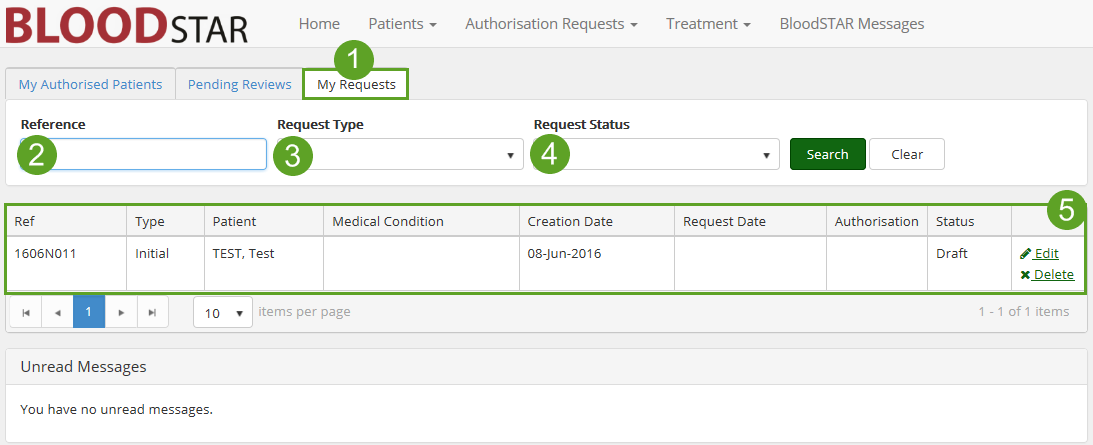 BLOODSTAR Home Patients Authorisation Requests Treatment BloodSTAR Messages
1
My Authorised Patients Pending Reviews My Requests
Reference Request Type Request Status
2 3 4 Search Clear
5
Ref Type Patient Medical Condition Creation Date Request Date Authorisation Status
1606N011 Initial TEST, Test 08-Jun-2016 Draft Edit
Delete
1 10 items per page 1 - 1 of 1 items
Unread Messages
You have no unread messages.